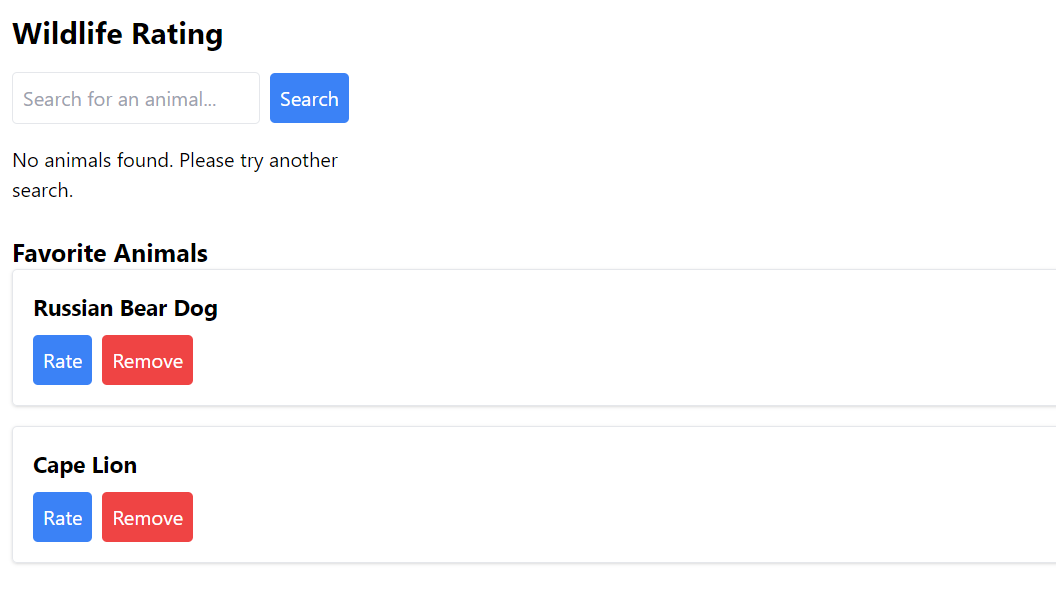 Wildlife Rating
Search for an animal...
Search
No animals found. Please try another
search.
Favorite Animals
Russian Bear Dog
Rate
Remove
Cape Lion
Rate
Remove